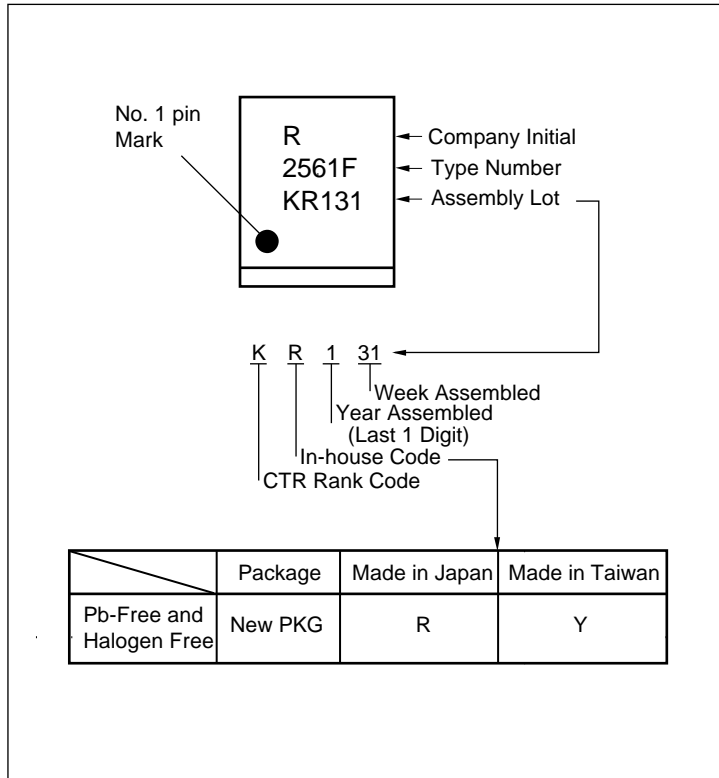 No. 1 pin
Mark
R
2561F
KR131
Company Initial
Type Number
Assembly Lot
K R 1 31
Week Assembled
Year Assembled
(Last 1 Digit)
In-house Code
CTR Rank Code
Package Made in Japan Made in Taiwan
Pb-Free and
Halogen Free New PKG R Y